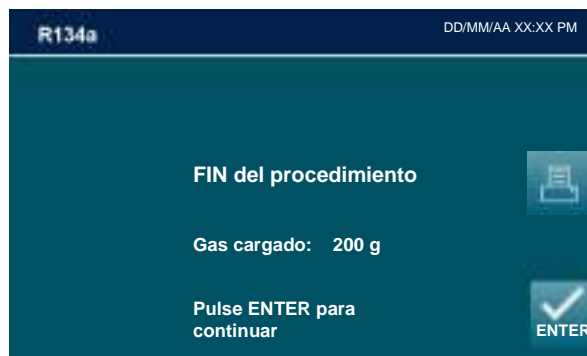 R134a
DD/MM/AA XX:XX PM
FIN del procedimiento
Gas cargado: 200 g
Pulse ENTER para
continuar
ENTER